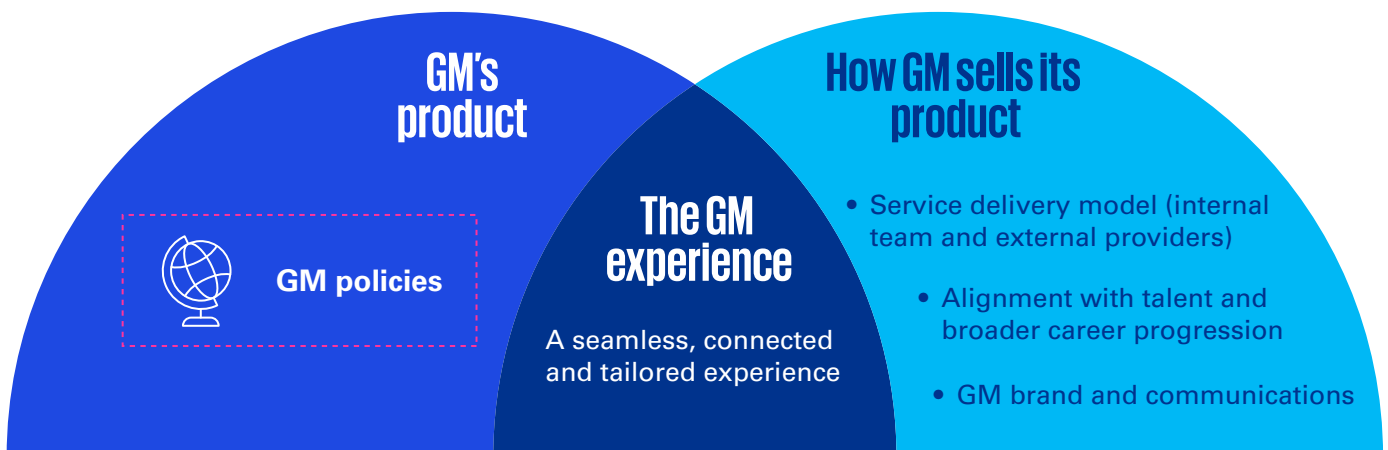 GM's
product
GM policies
The GM
experience
A seamless, connected
and tailored experience
How GM sells its
product
• Service delivery model (internal
team and external providers)
• Alignment with talent and
broader career progression
• GM brand and communications